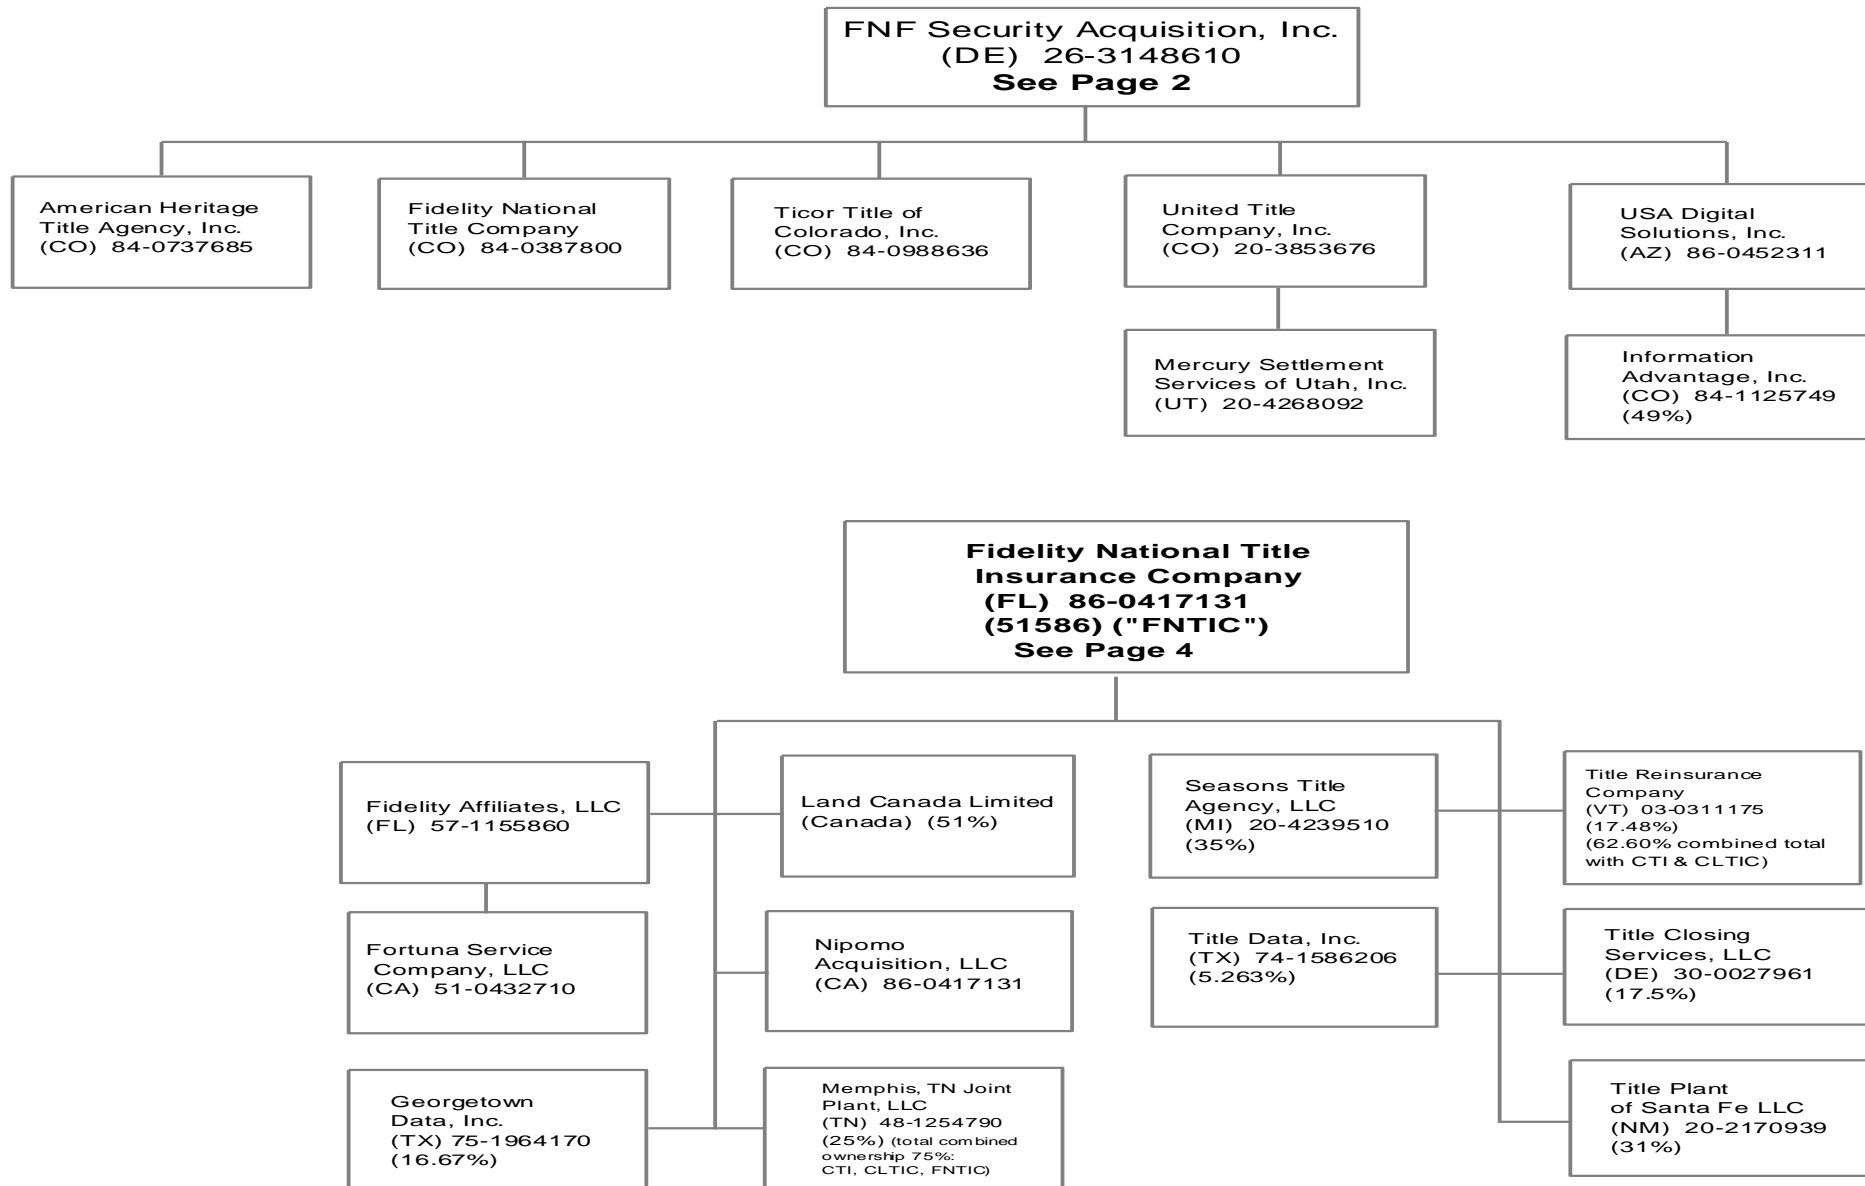 FNF Security Acquisition, Inc.
(DE) 26-3148610
See Page 2
American Heritage
Title Agency, Inc.
(CO) 84-0737685
Fidelity National
Title Company
(CO) 84-0387800
Ticor Title of
Colorado, Inc.
(CO) 84-0988636
United Title
Company, Inc.
(CO) 20-3853676
USA Digital
Solutions, Inc.
(AZ) 86-0452311
Mercury Settlement
Services of Utah, Inc.
(UT) 20-4268092
Information
Advantage, Inc.
(CO) 84-1125749
(49%)
Fidelity National Title
Insurance Company
(FL) 86-0417131
(51586) ("FNTIC")
See Page 4
Fidelity Affiliates, LLC
(FL) 57-1155860
Land Canada Limited
(Canada) (51%)
Seasons Title
Agency, LLC
(MI) 20-4239510
(35%)
Title Reinsurance
Company
(VT) 03-0311175
(17.48%)
(62.60% combined total
with CTI & CLTIC)
Fortuna Service
Company, LLC
(CA) 51-0432710
Nipomo
Acquisition, LLC
(CA) 86-0417131
Title Data, Inc.
(TX) 74-1586206
(5.263%)
Title Closing
Services, LLC
(DE) 30-0027961
(17.5%)
Georgetown
Data, Inc.
(TX) 75-1964170
(16.67%)
Memphis, TN Joint
Plant, LLC
(TN) 48-1254790
(25%) (total combined
ownership 75%:
CTI, CLTIC, FNTIC)
Title Plant
of Santa Fe LLC
(NM) 20-2170939
(31%)